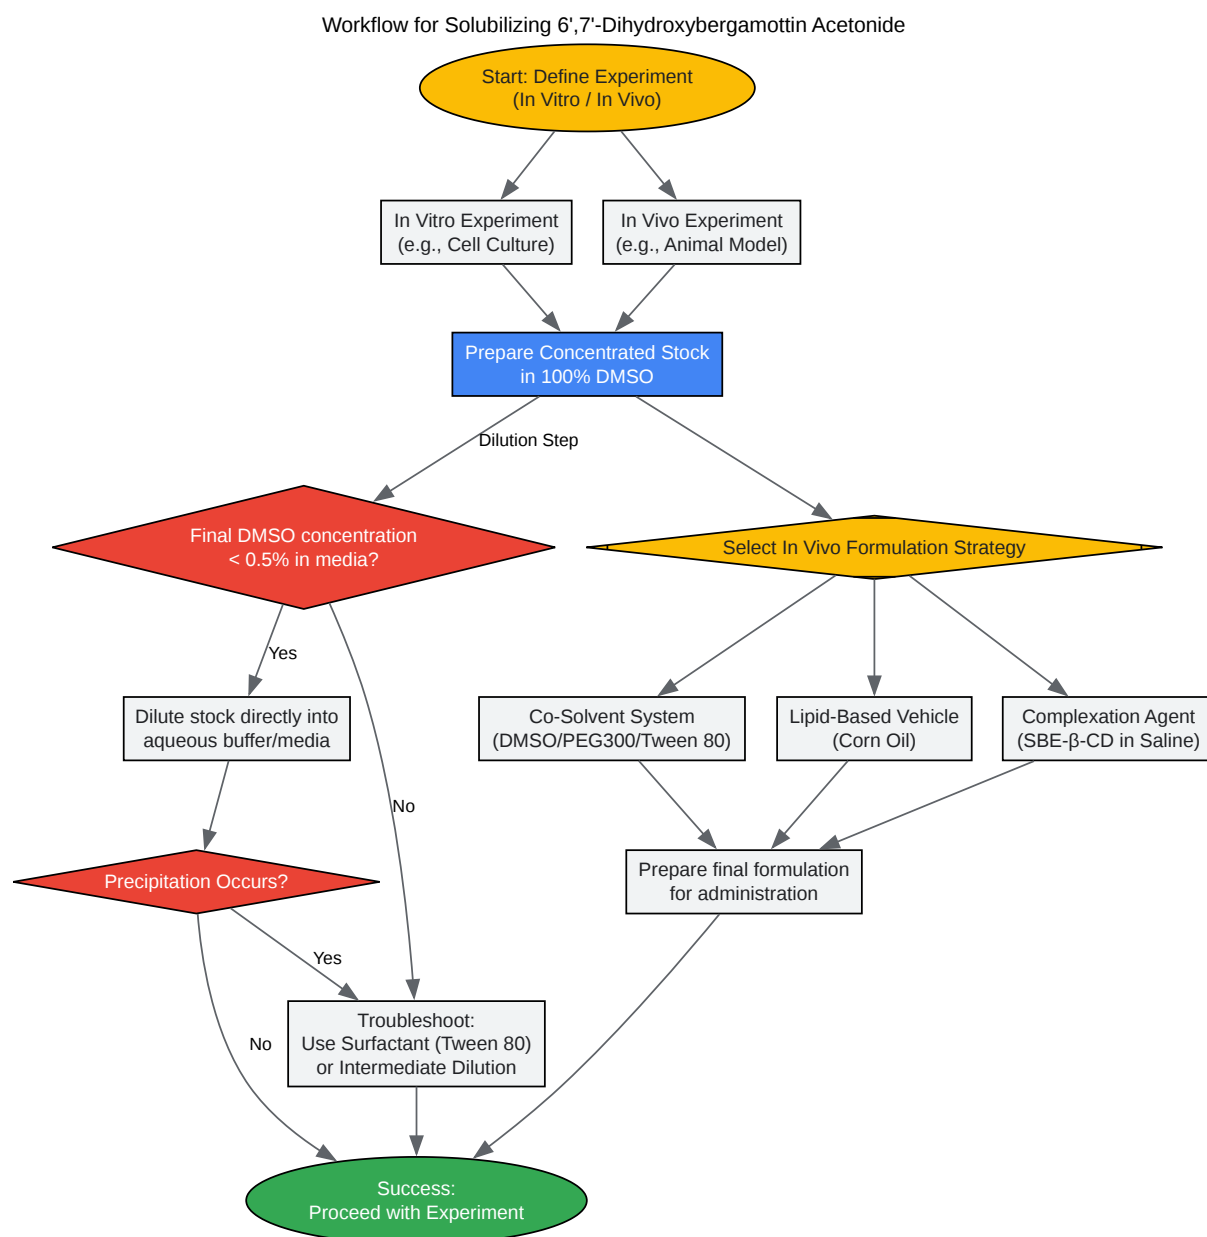 Workflow for Solubilizing 6',7'-Dihydroxybergamottin Acetonide
Start: Define Experiment
(In Vitro / In Vivo)
In Vitro Experiment
(e.g., Cell Culture)
In Vivo Experiment
(e.g., Animal Model)
Prepare Concentrated Stock
in 100% DMSO
Dilution Step
Final DMSO concentration
< 0.5% in media?
Select In Vivo Formulation Strategy
Yes
Dilute stock directly into
aqueous buffer/media
Co-Solvent System
(DMSO/PEG300/Tween 80)
Lipid-Based Vehicle
(Corn Oil)
Complexation Agent
(SBE-β-CD in Saline)
No
Precipitation Occurs?
Prepare final formulation
for administration
Yes
No
Troubleshoot:
Use Surfactant (Tween 80)
or Intermediate Dilution
Success:
Proceed with Experiment